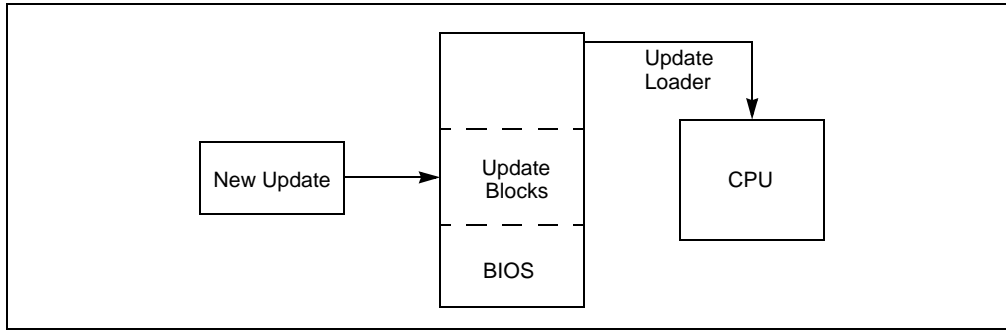 New Update
Update
Blocks
BIOS
Update
Loader
CPU